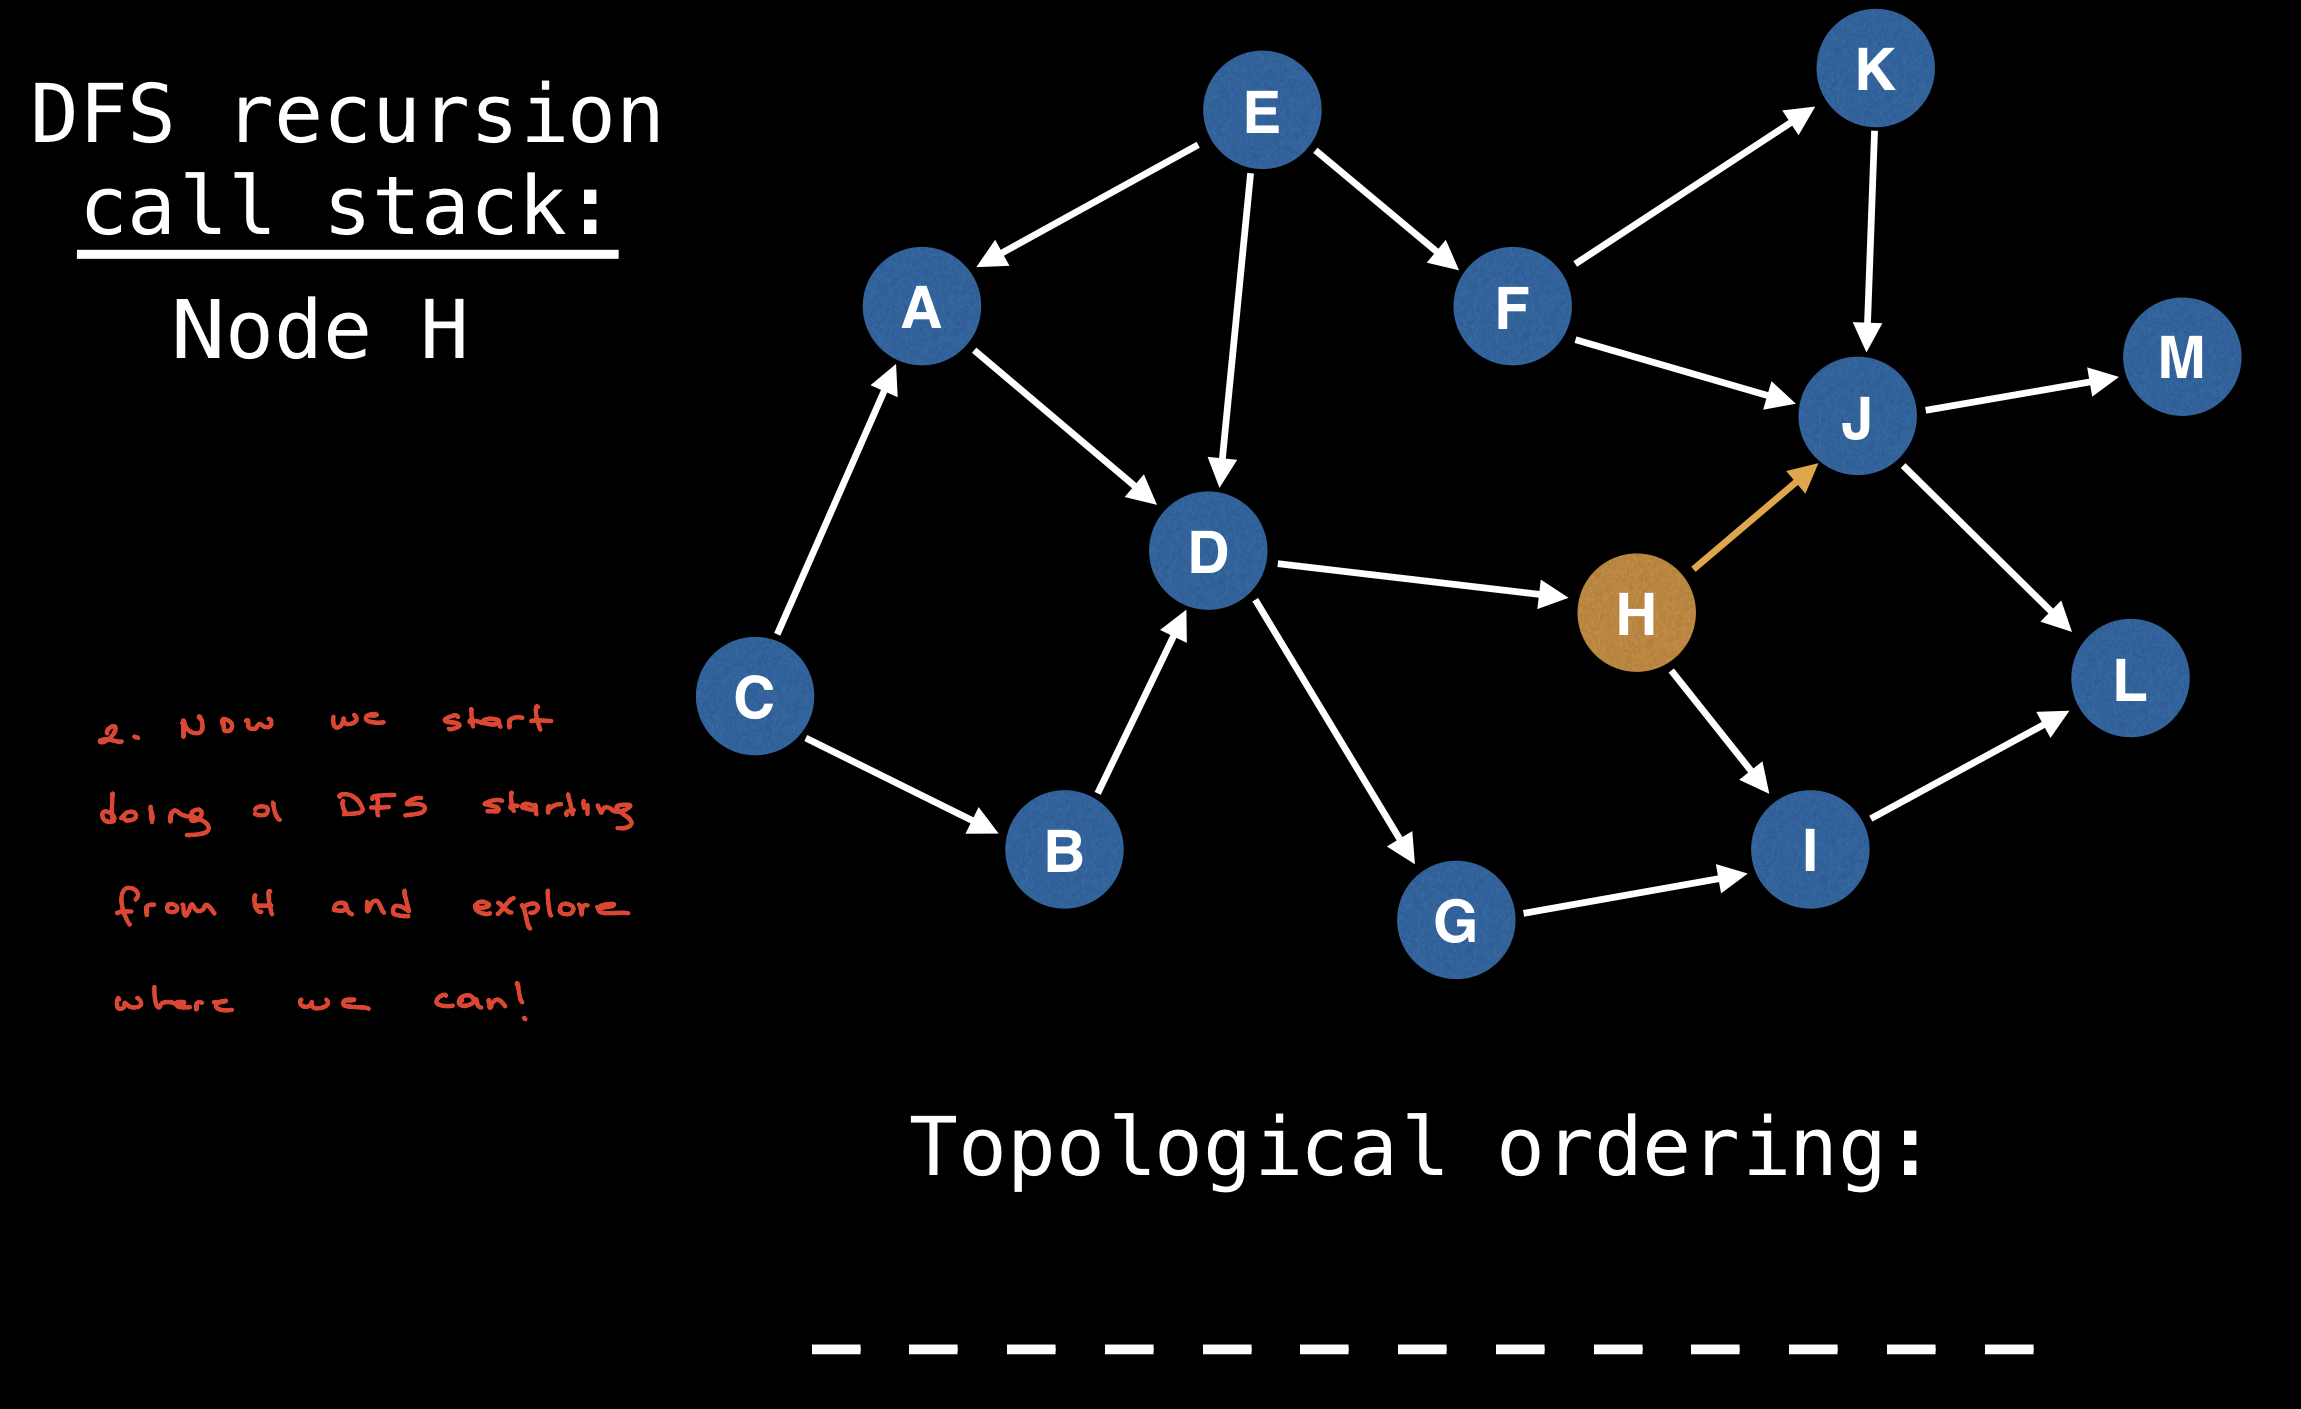 DFS recursion
call stack:
Node H
E
K
A
F
M
J
D
H
C
L
B
I
G
2. Now we start
doing a DFS starting
from H and explore
where we can!
Topological ordering: